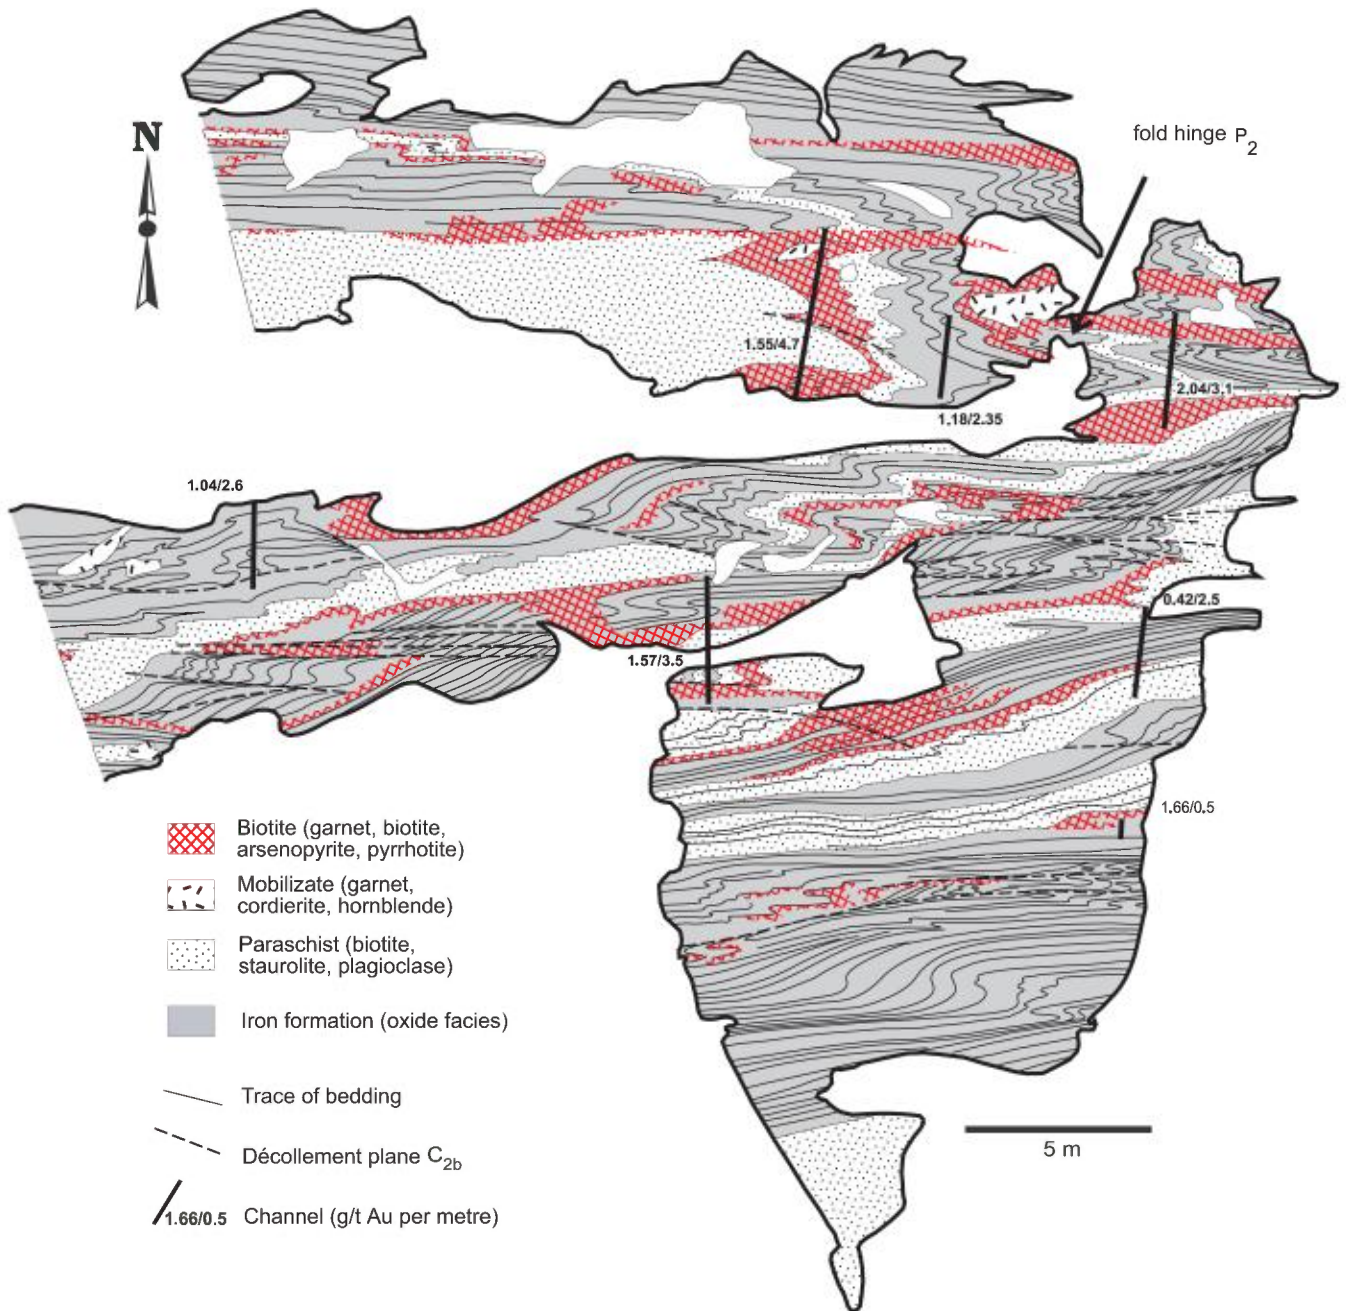 N
fold hinge P2
1.55/4.7
2.04/3.1
1.18/2.35
1.04/2.6
0.42/2.5
1.57/3.5
1.66/0.5
Biotite (garnet, biotite,
arsenopyrite, pyrrhotite)
Mobilizate (garnet,
cordierite, hornblende)
Paraschist (biotite,
staurolite, plagioclase)
Iron formation (oxide facies)
Trace of bedding
Décollement plane C2b
1.66/0.5 Channel (g/t Au per metre)
5 m